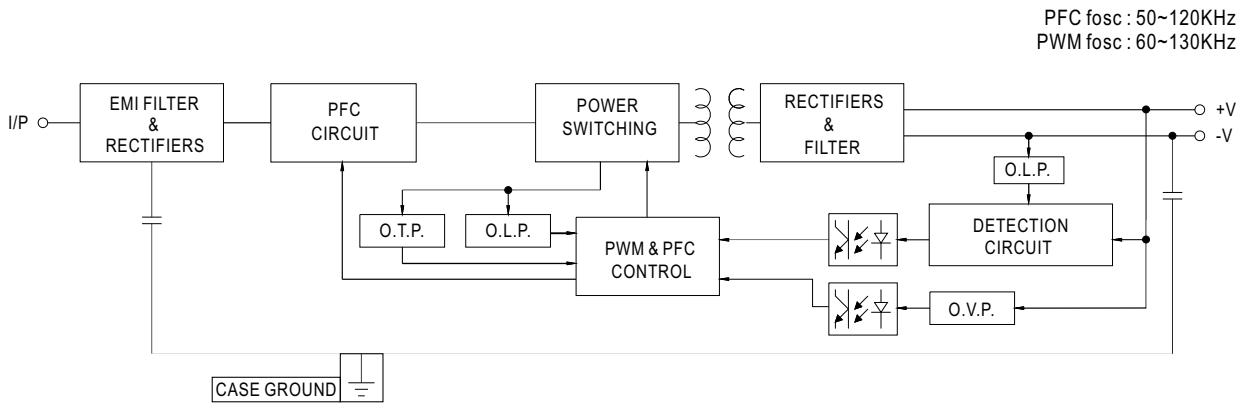 PFC fosc : 50~120KHz
PWM fosc : 60~130KHz
I/P
EMI FILTER
&
RECTIFIERS
PFC
CIRCUIT
POWER
SWITCHING
RECTIFIERS
&
FILTER
+V
-V
O.L.P.
O.T.P.
O.L.P.
PWM & PFC
CONTROL
DETECTION
CIRCUIT
O.V.P.
CASE GROUND